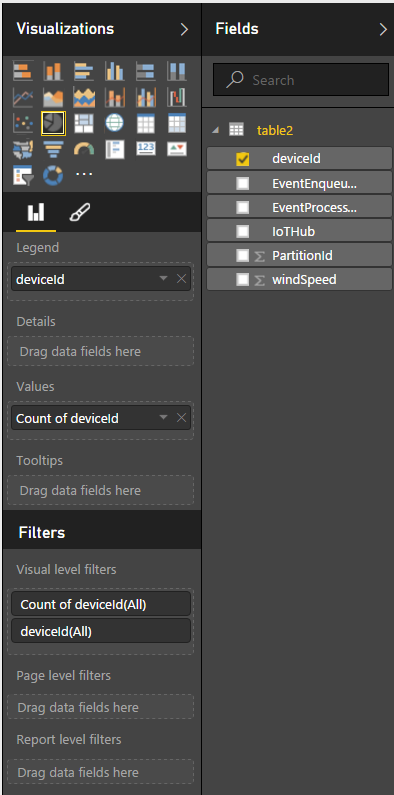 Visualizations
123
...
Legend
deviceId
Details
Drag data fields here
Values
Count of deviceId
Tooltips
Drag data fields here
Filters
Visual level filters
Count of deviceId(All)
deviceId(All)
Page level filters
Drag data fields here
Report level filters
Drag data fields here
Fields
Search
table2
deviceId
EventEnqueu...
EventProcess...
IoTHub
Σ PartitionId
Σ windSpeed